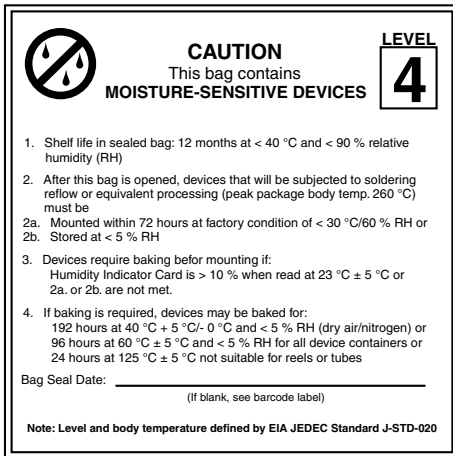 LEVEL
CAUTION
This bag contains
MOISTURE-SENSITIVE DEVICES
4
1. Shelf life in sealed bag: 12 months at < 40 °C and < 90 % relative
humidity (RH)
2. After this bag is opened, devices that will be subjected to soldering
reflow or equivalent processing (peak package body temp. 260 °C)
must be
2a. Mounted within 72 hours at factory condition of < 30 °C/60 % RH or
2b. Stored at < 5 % RH
3. Devices require baking befor mounting if:
Humidity Indicator Card is > 10 % when read at 23 °C ± 5 °C or
2a. or 2b. are not met.
4. If baking is required, devices may be baked for:
192 hours at 40 °C + 5 °C/- 0 °C and < 5 % RH (dry air/nitrogen) or
96 hours at 60 °C ± 5 °C and < 5 % RH for all device containers or
24 hours at 125 °C ± 5 °C not suitable for reels or tubes
Bag Seal Date:
(If blank, see barcode label)
Note: Level and body temperature defined by EIA JEDEC Standard J-STD-020